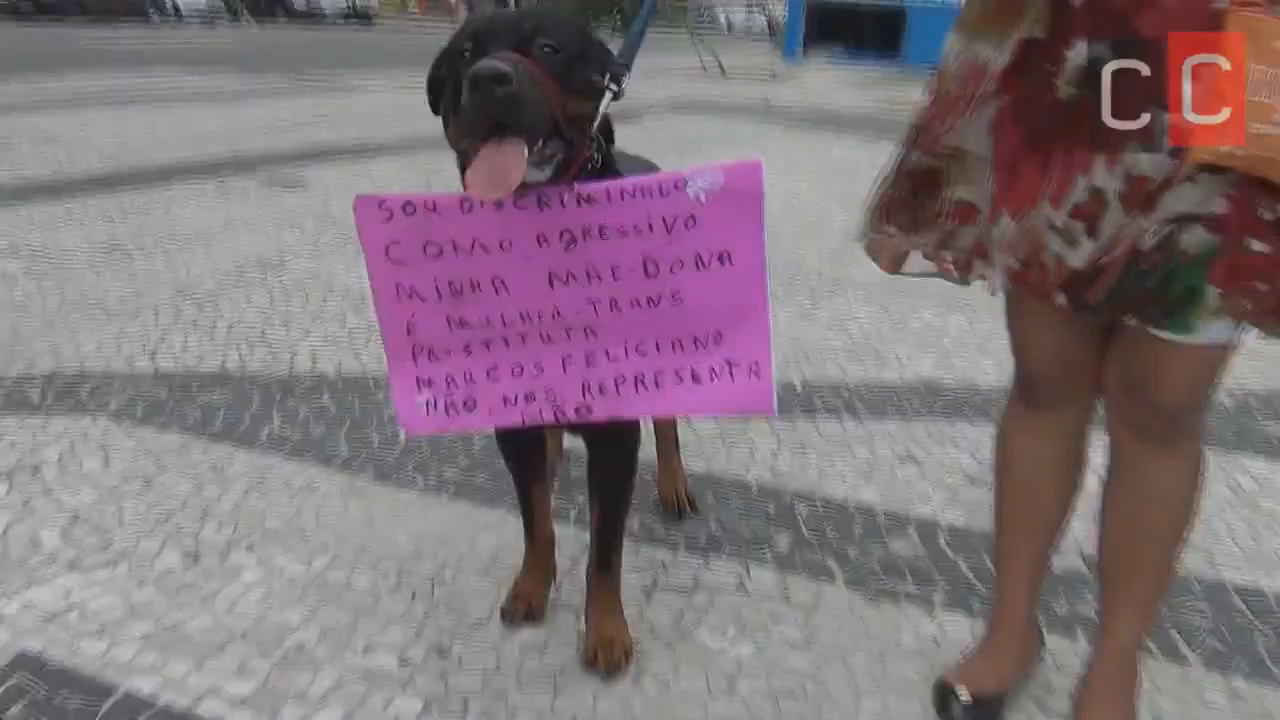 SOU DISCRIMINADO
COMO AGRESSIVO
MINHA MÃE-DONA
É MULHER-TRANS
PROSTITUTA
MARCOS FELICIANO
NÃO NOS REPRESENTA
CC